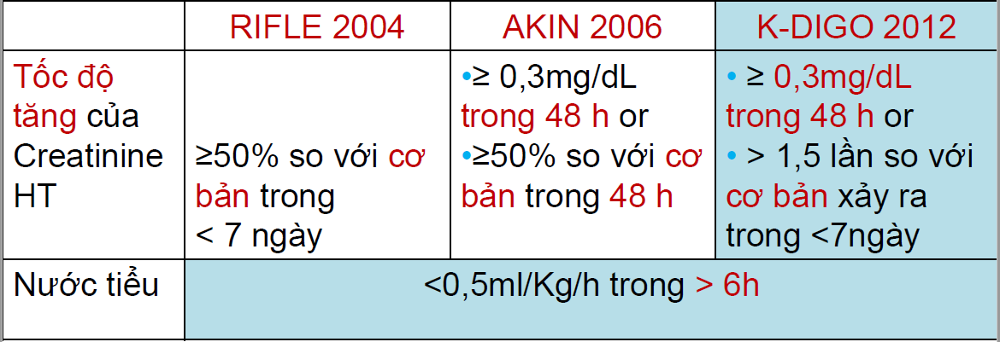 RIFLE 2004
AKIN 2006
K-DIGO 2012
Tốc độ
tăng của
Creatinine
HT
≥50% so với cơ
bản trong
< 7 ngày
•≥ 0,3mg/dL
trong 48 h or
•≥50% so với cơ
bản trong 48 h
• ≥ 0,3mg/dL
trong 48 h or
• > 1,5 lần so với
cơ bản xảy ra
trong <7ngày
Nước tiểu
<0,5ml/Kg/h trong > 6h